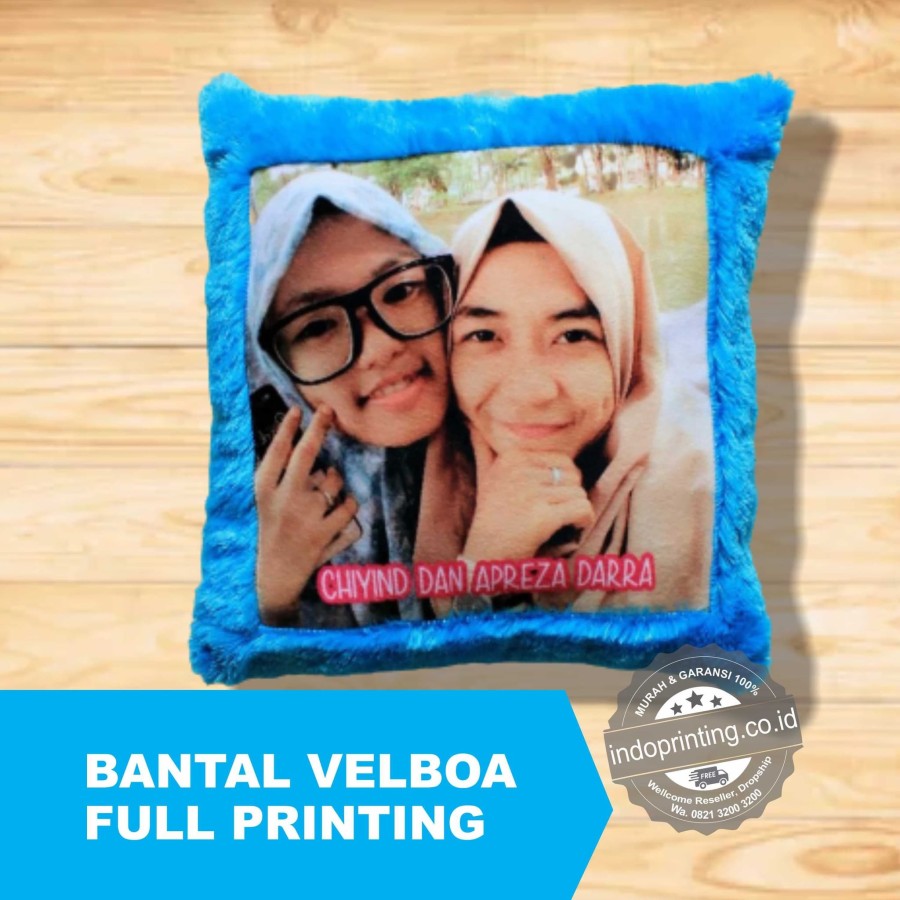 CHIYIND DAN APREZA DARRA
BANTAL VELBOA
FULL PRINTING
MURAH & GARANSI 100%
indoprinting.co.id
FREE
Wellcome Reseller, Dropship
Wa. 0821 3200 3200